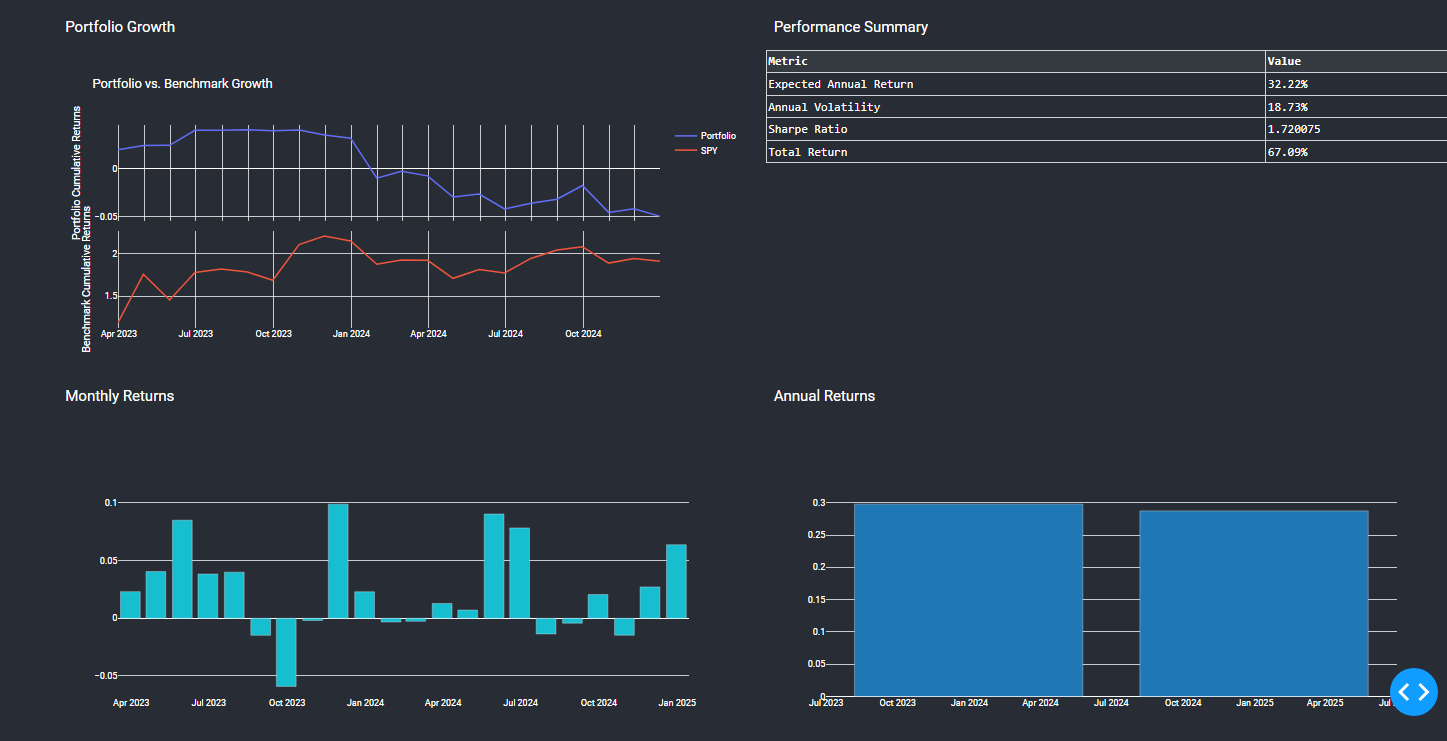 Portfolio Growth
Portfolio vs. Benchmark Growth
Portfolio Cumulative Returns
0
−0.05
Portfolio
SPY
Benchmark Cumulative Returns
2
1.5
Apr 2023 Jul 2023 Oct 2023 Jan 2024 Apr 2024 Jul 2024 Oct 2024
Performance Summary
Metric Value
Expected Annual Return 32.22%
Annual Volatility 18.73%
Sharpe Ratio 1.720075
Total Return 67.09%
Monthly Returns
0.1
0.05
0
−0.05
Apr 2023 Jul 2023 Oct 2023 Jan 2024 Apr 2024 Jul 2024 Oct 2024 Jan 2025
Annual Returns
0.3
0.25
0.2
0.15
0.1
0.05
0
Jul 2023 Oct 2023 Jan 2024 Apr 2024 Jul 2024 Oct 2024 Jan 2025 Apr 2025